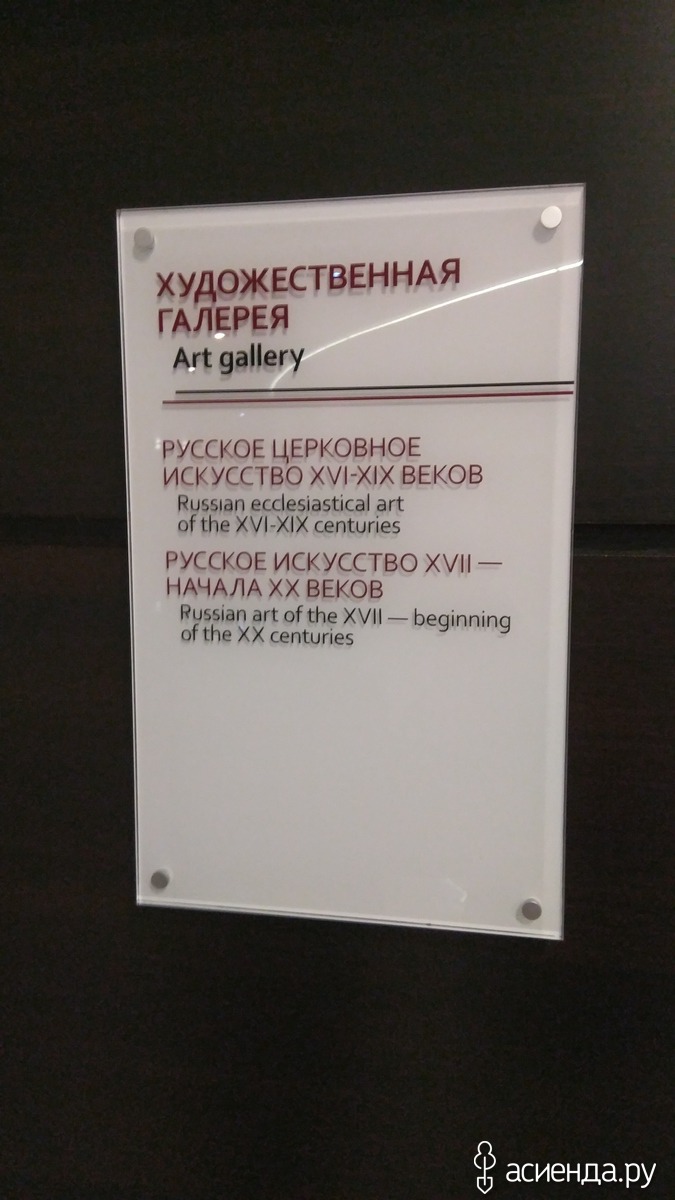 ХУДОЖЕСТВЕННАЯ
ГАЛЕРЕЯ
Art gallery
РУССКОЕ ЦЕРКОВНОЕ
ИСКУССТВО XVI-XIX ВЕКОВ
Russian ecclesiastical art
of the XVI-XIX centuries
РУССКОЕ ИСКУССТВО XVII —
НАЧАЛА XX ВЕКОВ
Russian art of the XVII — beginning
of the XX centuries
асиенда.ру